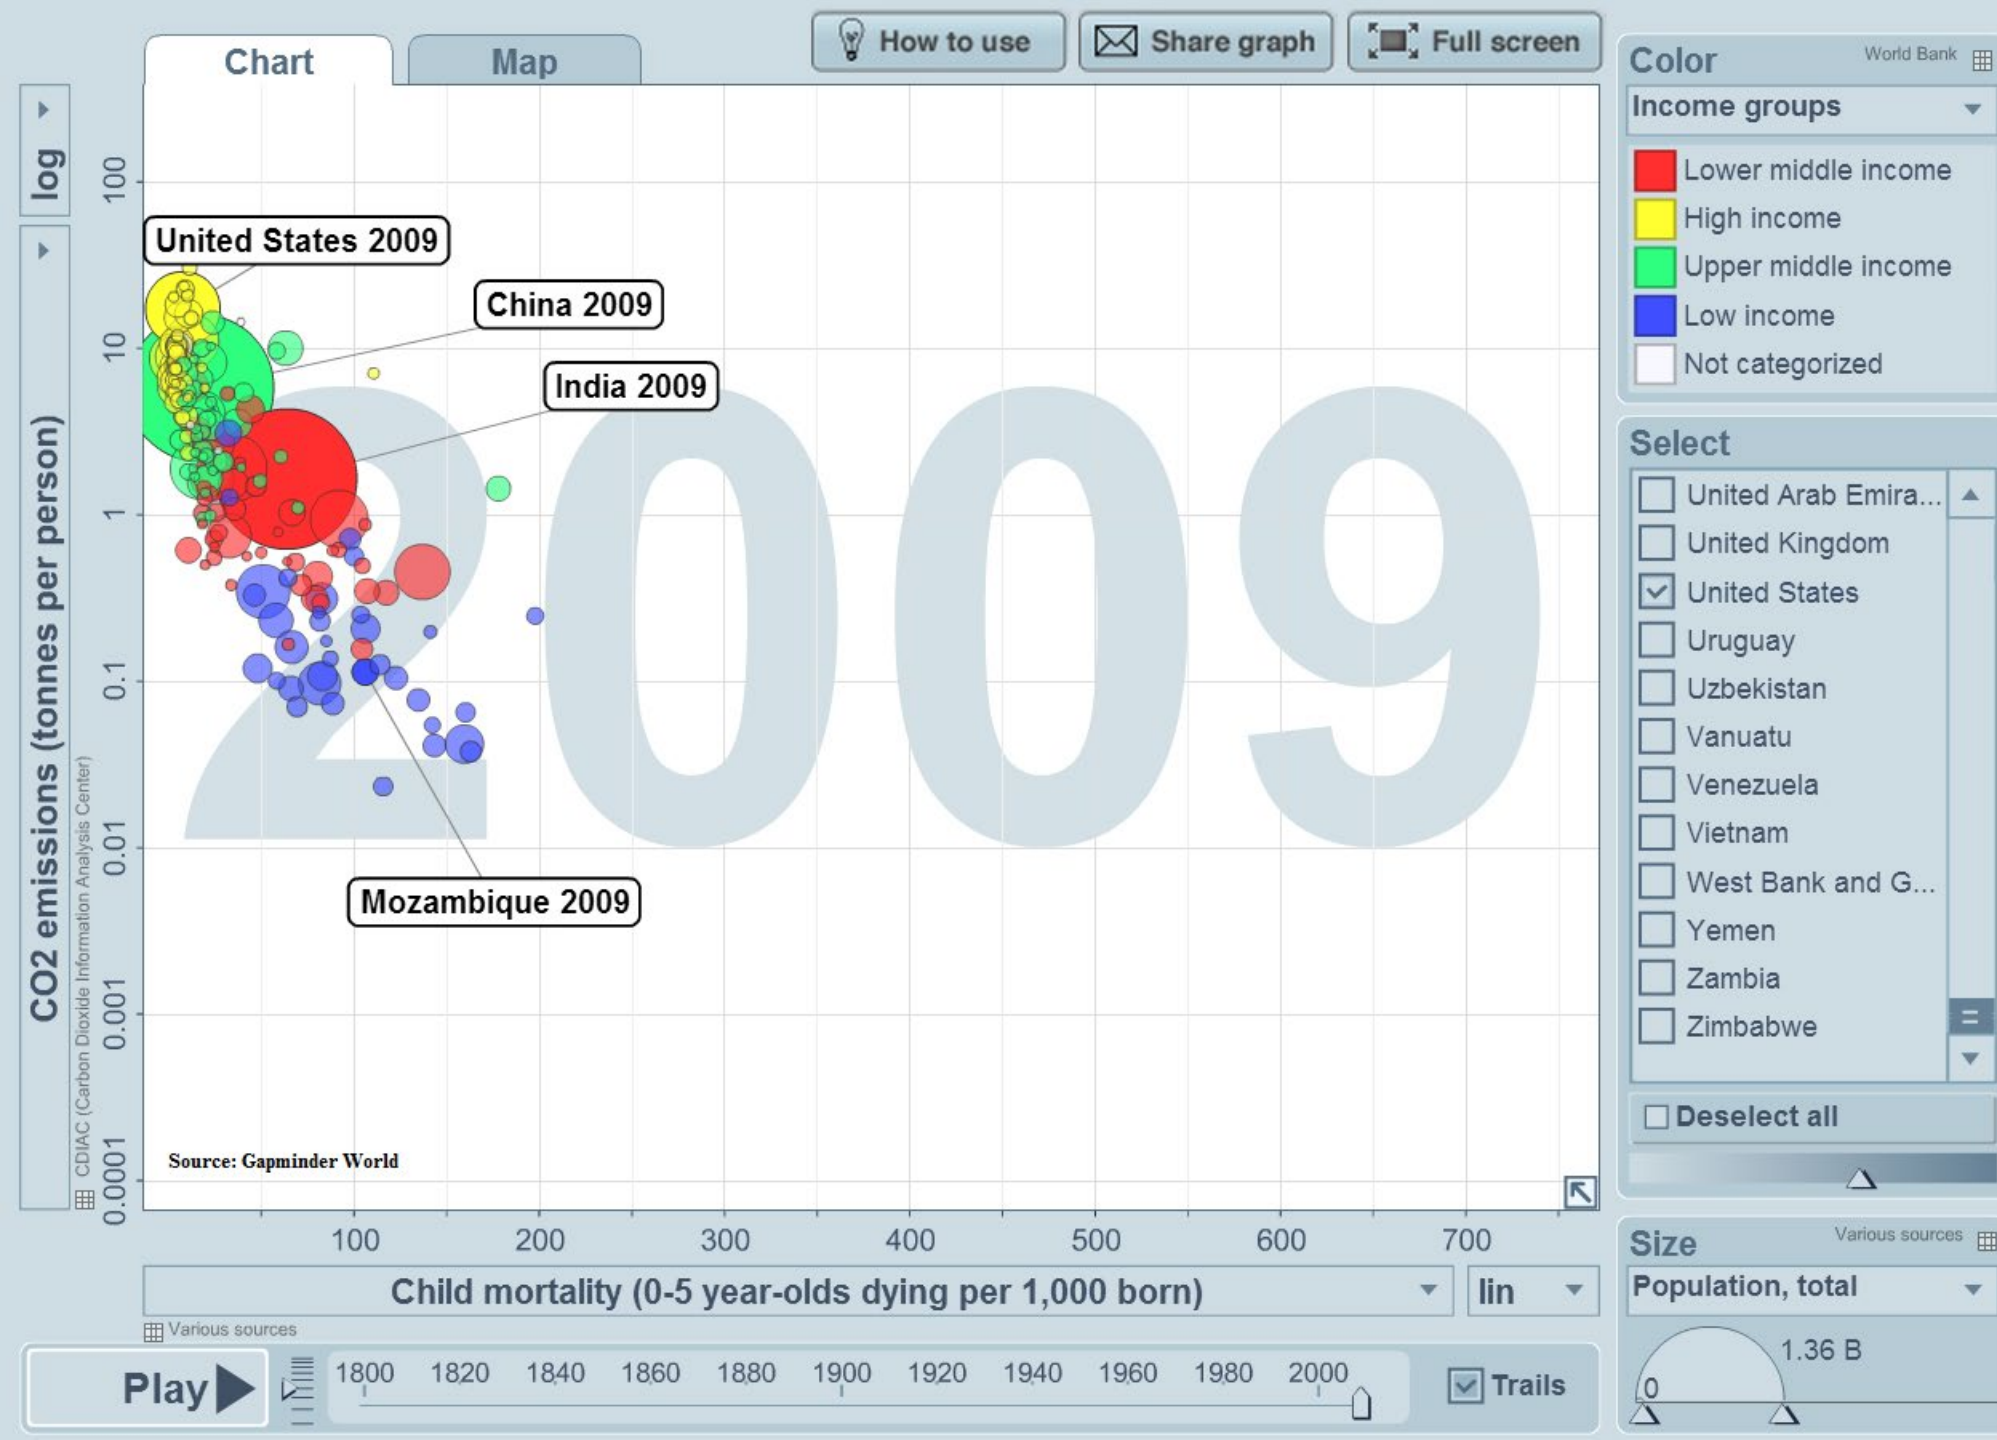 Chart
Map
How to use
Share graph
Full screen
log
CO2 emissions (tonnes per person)
CDIAC (Carbon Dioxide Information Analysis Center)
100
10
1
0.1
0.01
0.001
0.0001
2009
United States 2009
China 2009
India 2009
Mozambique 2009
Source: Gapminder World
100 200 300 400 500 600 700
Child mortality (0-5 year-olds dying per 1,000 born)
lin
Various sources
Play
1800 1820 1840 1860 1880 1900 1920 1940 1960 1980 2000
Trails
Color
World Bank
Income groups
Lower middle income
High income
Upper middle income
Low income
Not categorized
Select
United Arab Emira...
United Kingdom
United States
Uruguay
Uzbekistan
Vanuatu
Venezuela
Vietnam
West Bank and G...
Yemen
Zambia
Zimbabwe
Deselect all
Size
Various sources
Population, total
1.36 B
0